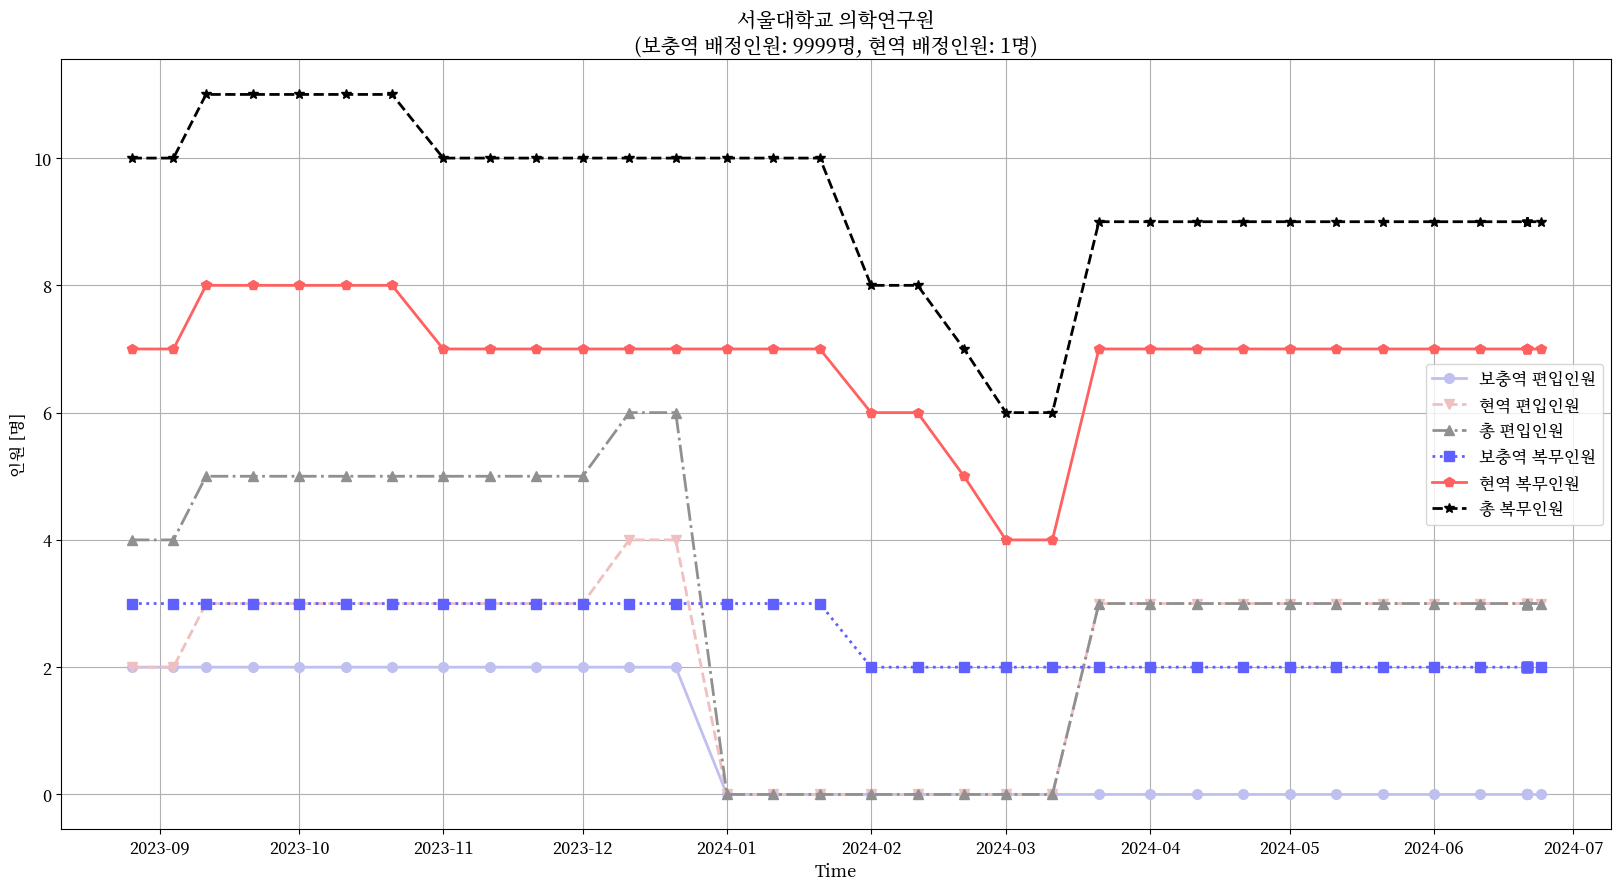 서울대학교 의학연구원
(보충역 배정인원: 9999명, 현역 배정인원: 1명)
인원 [명]
10
8
6
4
2
0
보충역 편입인원
현역 편입인원
총 편입인원
보충역 복무인원
현역 복무인원
총 복무인원
2023-09 2023-10 2023-11 2023-12 2024-01 2024-02 2024-03 2024-04 2024-05 2024-06 2024-07
Time